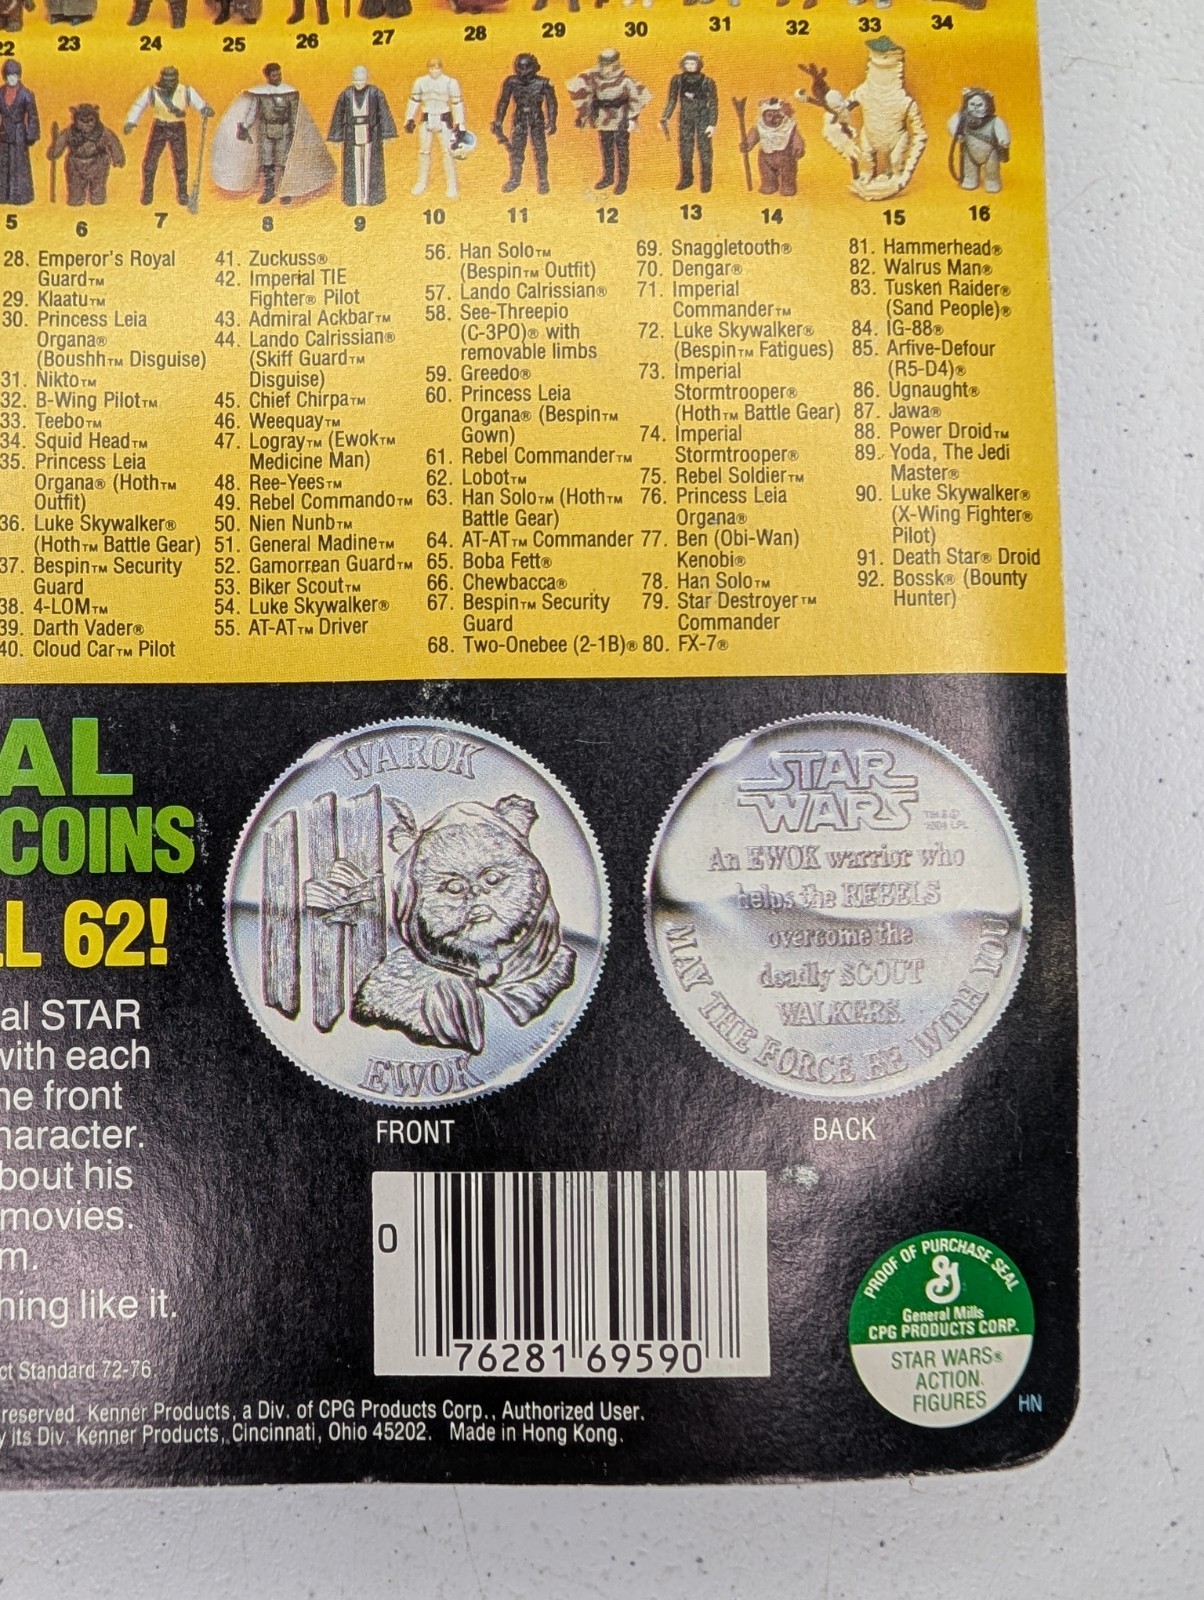 22 23 24 25 26 27 28 29 30 31 32 33 34
5 6 7 8 9 10 11 12 13 14 15 16
28. Emperor's Royal
Guard™
29. Klaatu™
30. Princess Leia
Organa®
(Boushh™ Disguise)
31. Nikto™
32. B-Wing Pilot™
33. Teebo™
34. Squid Head™
35. Princess Leia
Organa® (Hoth™
Outfit)
36. Luke Skywalker®
(Hoth™ Battle Gear)
37. Bespin™ Security
Guard
38. 4-LOM™
39. Darth Vader®
40. Cloud Car™ Pilot
41. Zuckuss®
42. Imperial TIE
Fighter® Pilot
43. Admiral Ackbar™
44. Lando Calrissian®
(Skiff Guard™
Disguise)
45. Chief Chirpa™
46. Weequay™
47. Logray™ (Ewok™
Medicine Man)
48. Ree-Yees™
49. Rebel Commando™
50. Nien Nunb™
51. General Madine™
52. Gamorrean Guard™
53. Biker Scout™
54. Luke Skywalker®
55. AT-AT™ Driver
56. Han Solo™
(Bespin™ Outfit)
57. Lando Calrissian®
58. See-Threepio
(C-3PO)® with
removable limbs
59. Greedo®
60. Princess Leia
Organa® (Bespin™
Gown)
61. Rebel Commander™
62. Lobot™
63. Han Solo™ (Hoth™
Battle Gear)
64. AT-AT™ Commander
65. Boba Fett®
66. Chewbacca®
67. Bespin™ Security
Guard
68. Two-Onebee (2-1B)®
69. Snaggletooth®
70. Dengar®
71. Imperial
Commander™
72. Luke Skywalker®
(Bespin™ Fatigues)
73. Imperial
Stormtrooper®
(Hoth™ Battle Gear)
74. Imperial
Stormtrooper®
75. Rebel Soldier™
76. Princess Leia
Organa®
77. Ben (Obi-Wan)
Kenobi®
78. Han Solo™
79. Star Destroyer™
Commander
80. FX-7®
81. Hammerhead®
82. Walrus Man®
83. Tusken Raider®
(Sand People)®
84. IG-88®
85. Arfive-Defour
(R5-D4)®
86. Ugnaught®
87. Jawa®
88. Power Droid™
89. Yoda, The Jedi
Master®
90. Luke Skywalker®
(X-Wing Fighter®
Pilot)
91. Death Star® Droid
92. Bossk® (Bounty
Hunter)
AL
COINS
LL 62!
al STAR
with each
he front
haracter.
bout his
movies.
m.
hing like it.
WAROK
EWOK
FRONT
STAR
WARS
An EWOK warrior who
helps the REBELS
overcome the
deadly SCOUT
WALKERS.
MAY THE FORCE BE WITH YOU
BACK
0 76281 69590
PROOF OF PURCHASE SEAL
General Mills
CPG PRODUCTS CORP.
STAR WARS®
ACTION
FIGURES
HN
ct Standard 72-76
reserved. Kenner Products, a Div. of CPG Products Corp., Authorized User.
y Its Div. Kenner Products, Cincinnati, Ohio 45202. Made in Hong Kong.